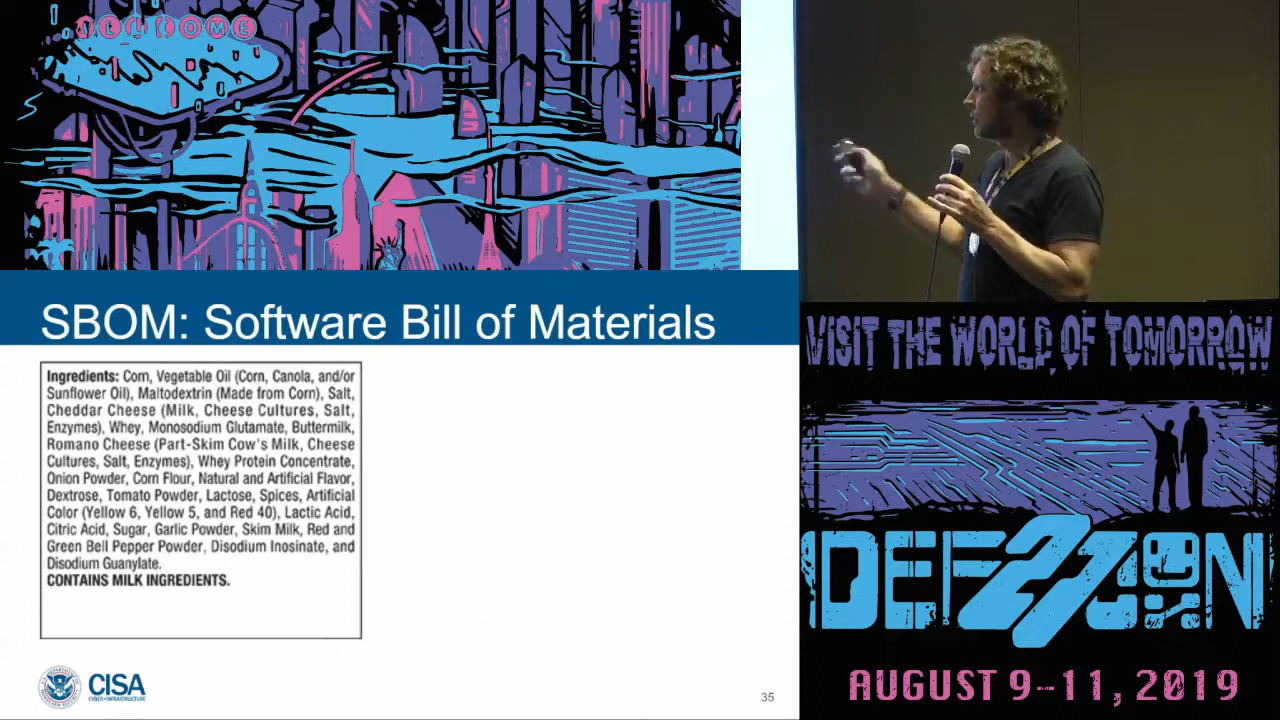 WELCOME
SBOM: Software Bill of Materials
Ingredients: Corn, Vegetable Oil (Corn, Canola, and/or
Sunflower Oil), Maltodextrin (Made from Corn), Salt,
Cheddar Cheese (Milk, Cheese Cultures, Salt,
Enzymes), Whey, Monosodium Glutamate, Buttermilk,
Romano Cheese (Part-Skim Cow's Milk, Cheese
Cultures, Salt, Enzymes), Whey Protein Concentrate,
Onion Powder, Corn Flour, Natural and Artificial Flavor,
Dextrose, Tomato Powder, Lactose, Spices, Artificial
Color (Yellow 6, Yellow 5, and Red 40), Lactic Acid,
Citric Acid, Sugar, Garlic Powder, Skim Milk, Red and
Green Bell Pepper Powder, Disodium Inosinate, and
Disodium Guanylate.
CONTAINS MILK INGREDIENTS.
CISA
CYBER+INFRASTRUCTURE
35
VISIT THE WORLD OF TOMORROW
DEF 27 CON
AUGUST 9-11, 2019